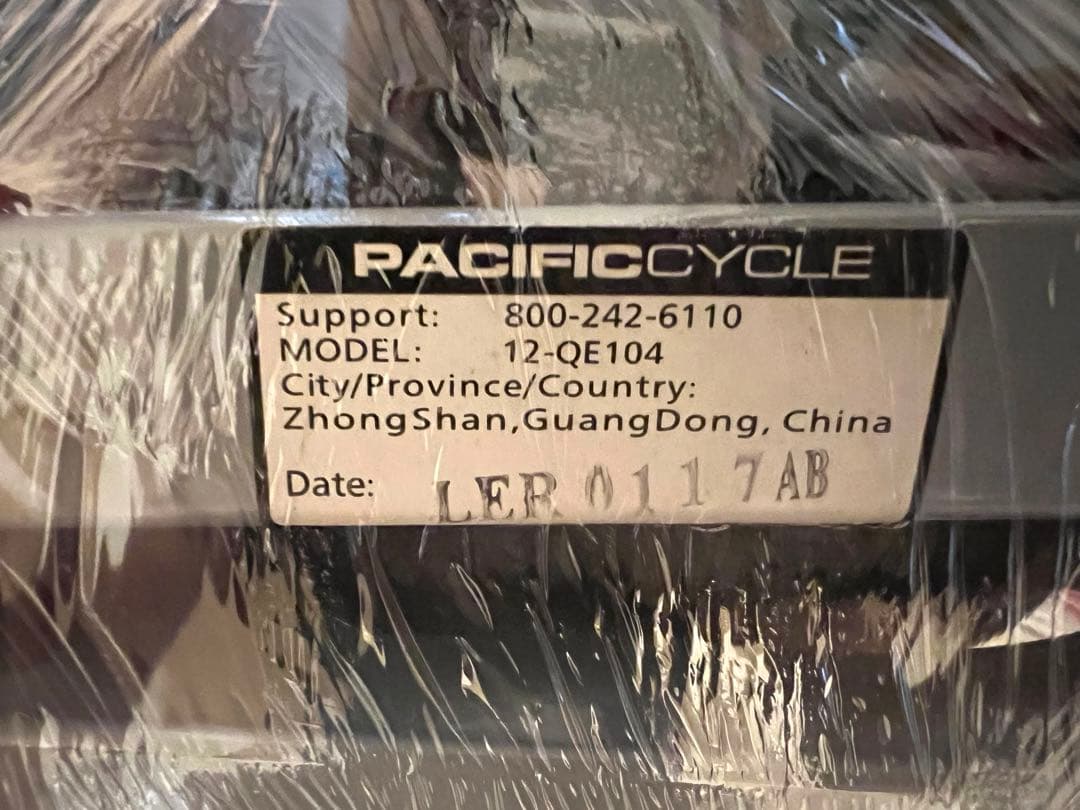 PACIFICCYCLE
Support: 800-242-6110
MODEL: 12-QE104
City/Province/Country:
ZhongShan,GuangDong, China
Date: LER 0117AB